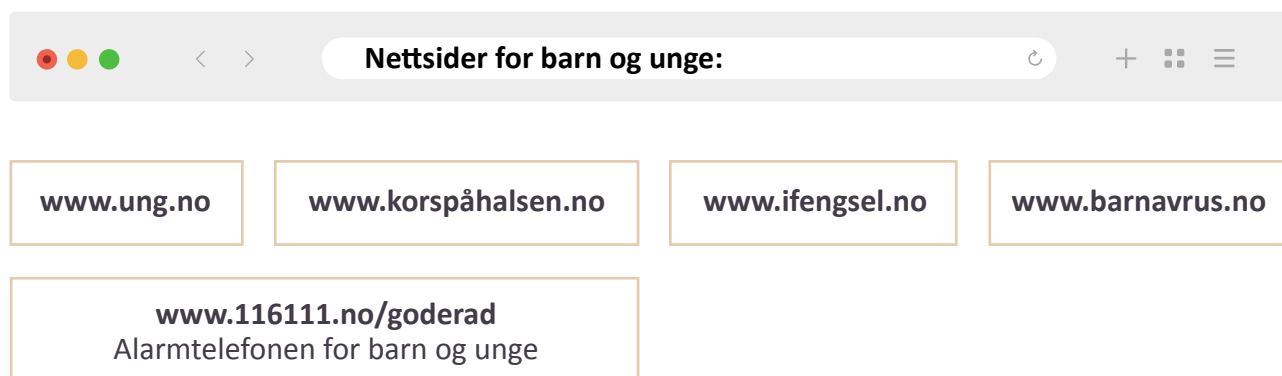 Nettsider for barn og unge:
www.ung.no
www.korspåhalsen.no
www.ifengsel.no
www.barnavrus.no
www.116111.no/goderad
Alarmtelefonen for barn og unge